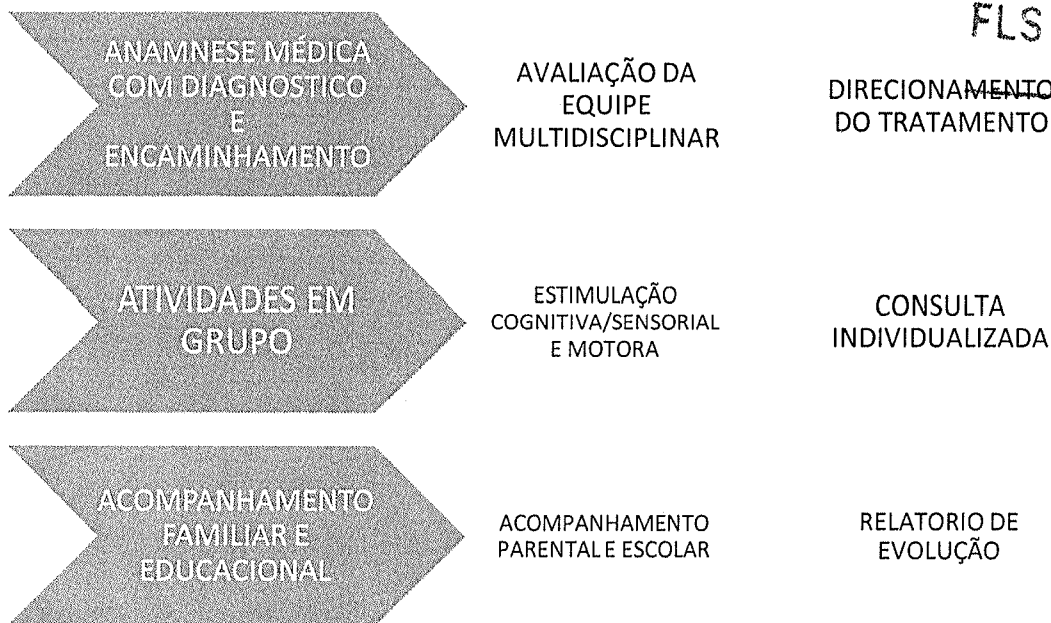 FLS
ANAMNESE MÉDICA
COM DIAGNOSTICO
E
ENCAMINHAMENTO
AVALIAÇÃO DA
EQUIPE
MULTIDISCIPLINAR
DIRECIONAMENTO
DO TRATAMENTO
ATIVIDADES EM
GRUPO
ESTIMULAÇÃO
COGNITIVA/SENSORIAL
E MOTORA
CONSULTA
INDIVIDUALIZADA
ACOMPANHAMENTO
FAMILIAR E
EDUCACIONAL
ACOMPANHAMENTO
PARENTAL E ESCOLAR
RELATORIO DE
EVOLUÇÃO